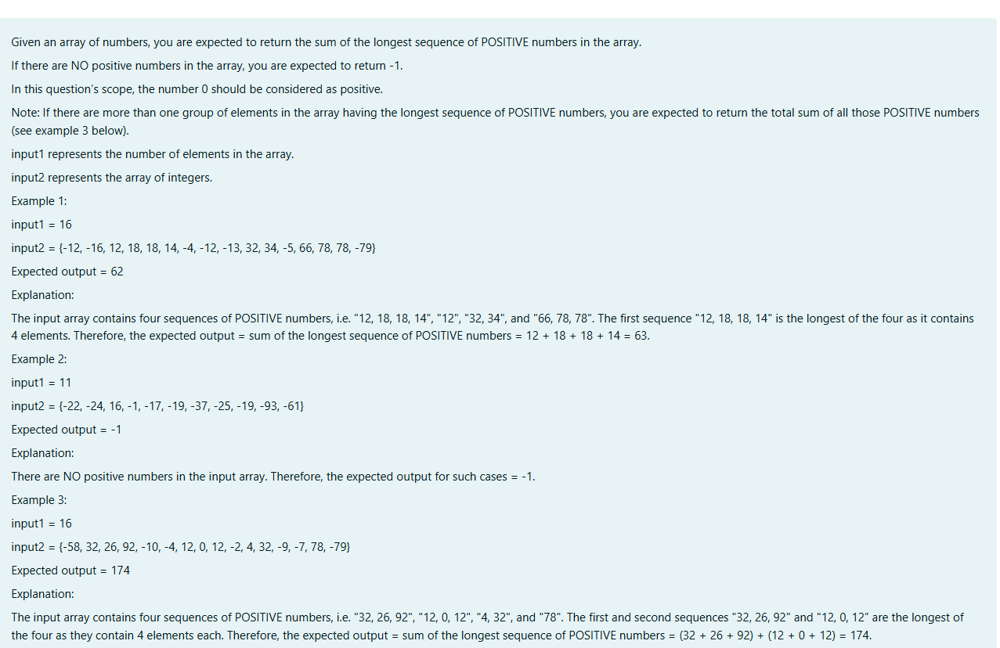 Given an array of numbers, you are expected to return the sum of the longest sequence of POSITIVE numbers in the array.
If there are NO positive numbers in the array, you are expected to return -1.
In this question's scope, the number 0 should be considered as positive.
Note: If there are more than one group of elements in the array having the longest sequence of POSITIVE numbers, you are expected to return the total sum of all those POSITIVE numbers
(see example 3 below).
input1 represents the number of elements in the array.
input2 represents the array of integers.
Example 1:
input1 = 16
input2 = {-12, -16, 12, 18, 18, 14, -4, -12, -13, 32, 34, -5, 66, 78, 78, -79}
Expected output = 62
Explanation:
The input array contains four sequences of POSITIVE numbers, i.e. "12, 18, 18, 14", "12", "32, 34", and "66, 78, 78". The first sequence "12, 18, 18, 14" is the longest of the four as it contains
4 elements. Therefore, the expected output = sum of the longest sequence of POSITIVE numbers = 12 + 18 + 18 + 14 = 63.
Example 2:
input1 = 11
input2 = {-22, -24, 16, -1, -17, -19, -37, -25, -19, -93, -61}
Expected output = -1
Explanation:
There are NO positive numbers in the input array. Therefore, the expected output for such cases = -1.
Example 3:
input1 = 16
input2 = {-58, 32, 26, 92, -10, -4, 12, 0, 12, -2, 4, 32, -9, -7, 78, -79}
Expected output = 174
Explanation:
The input array contains four sequences of POSITIVE numbers, i.e. "32, 26, 92", "12, 0, 12", "4, 32", and "78". The first and second sequences "32, 26, 92" and "12, 0, 12" are the longest of
the four as they contain 4 elements each. Therefore, the expected output = sum of the longest sequence of POSITIVE numbers = (32 + 26 + 92) + (12 + 0 + 12) = 174.